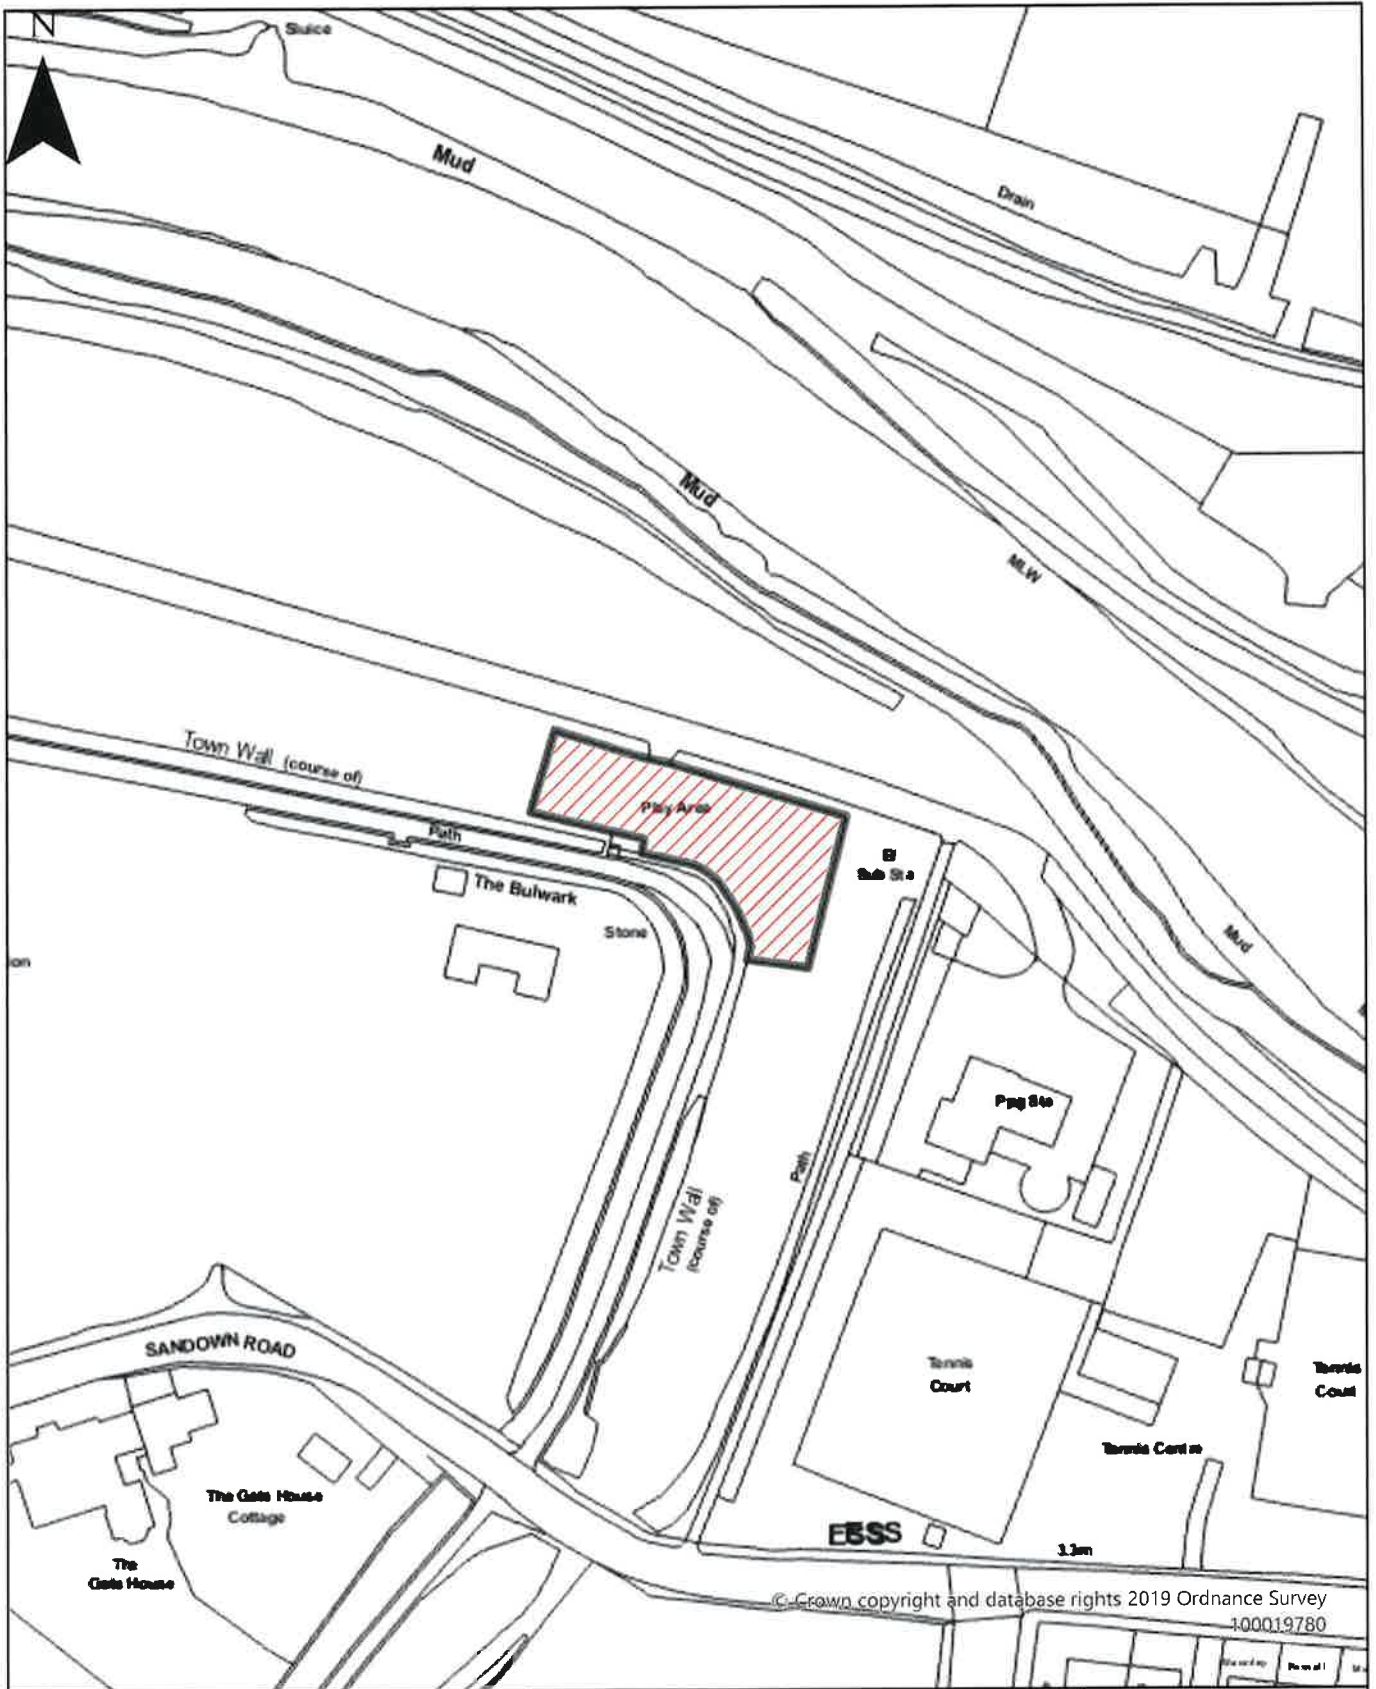 N
Sluice
Mud
Drain
Mud
MLW
Town Wall (course of)
Play Area
Path
El
Sub Sta
The Bulwark
Stone
Mud
on
Ppg Sta
Path
Town Wall
(course of)
SANDOWN ROAD
Tennis
Court
Tennis
Court
Tennis Centre
The Gate House
Cottage
ESS
3.3m
The
Gate House
© Crown copyright and database rights 2019 Ordnance Survey
100019780